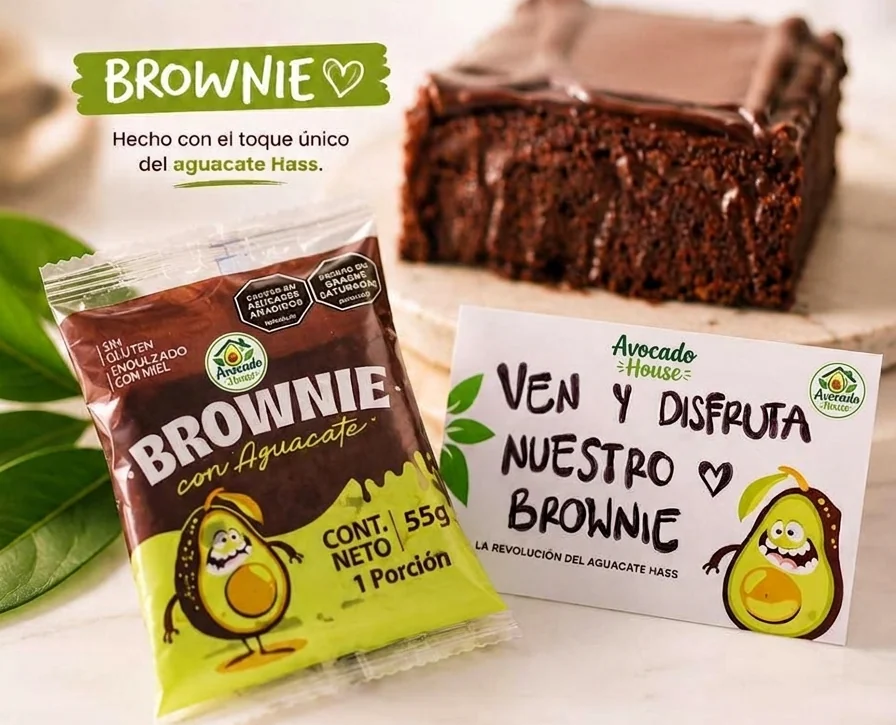 BROWNIE
Hecho con el toque único
del aguacate Hass.
SIN
GLUTEN
ENDULZADO
CON MIEL
Avocado
BROWNIE
con Aguacate
CONT.
NETO
55g
1 Porción
Avocado
House
VEN Y DISFRUTA
NUESTRO
BROWNIE
LA REVOLUCIÓN DEL AGUACATE HASS